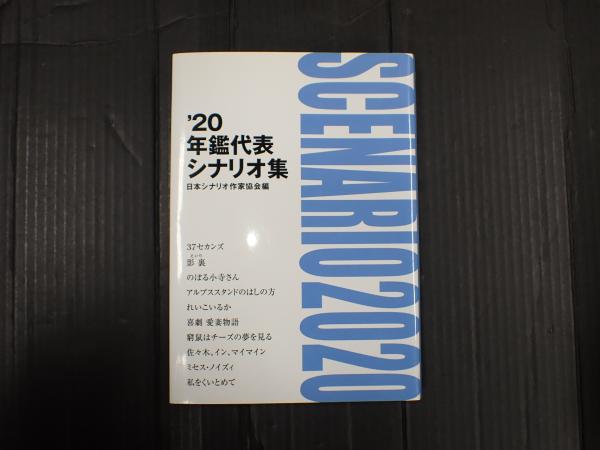 '20
年鑑代表
シナリオ集
日本シナリオ作家協会編
SCENARIO2020
37セカンズ
えいり
影裏
のぼる小寺さん
アルプススタンドのはしの方
れいこいるか
喜劇 愛妻物語
窮鼠はチーズの夢を見る
佐々木、イン、マイマイン
ミセス・ノイズィ
私をくいとめて